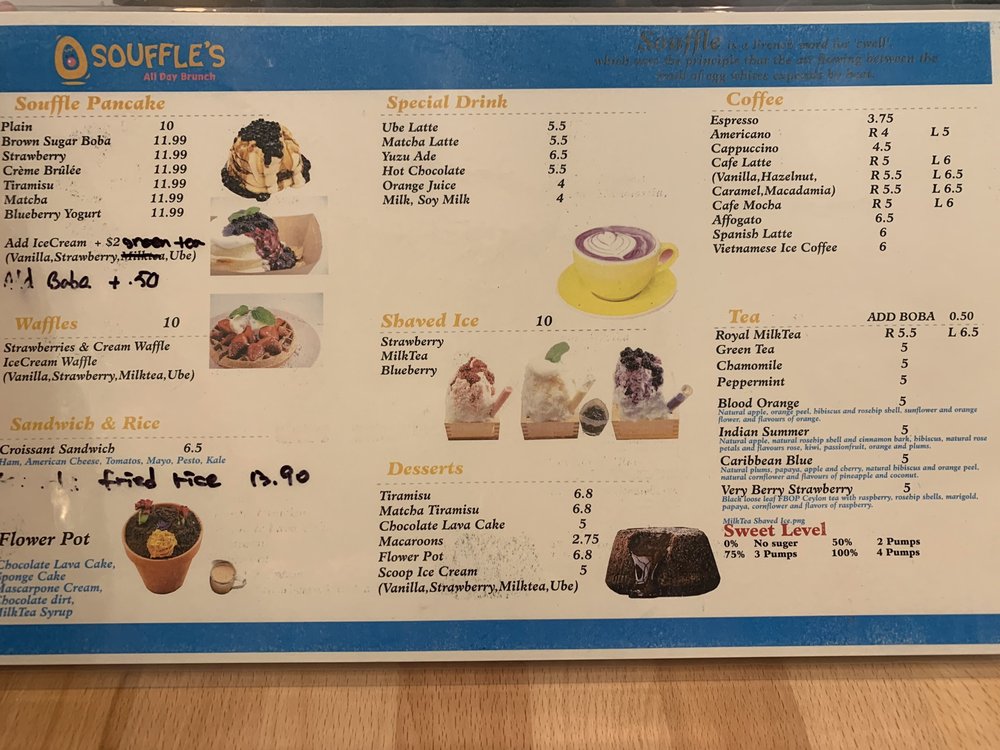 SOUFFLE'S
All Day Brunch
Souffle is a French word for swell,
which uses the principle that the air flowing between the
of egg whites expands by heat.
Souffle Pancake
Plain 10
Brown Sugar Boba 11.99
Strawberry 11.99
Crème Brûlée 11.99
Tiramisu 11.99
Matcha 11.99
Blueberry Yogurt 11.99
Add IceCream + $2 green tea
(Vanilla,Strawberry,Milktea,Ube)
Add Boba + .50
Waffles 10
Strawberries & Cream Waffle
IceCream Waffle
(Vanilla,Strawberry,Milktea,Ube)
Sandwich & Rice
Croissant Sandwich 6.5
Ham, American Cheese, Tomatos, Mayo, Pesto, Kale
fried rice 13.90
Flower Pot
Chocolate Lava Cake,
Sponge Cake
Mascarpone Cream,
Chocolate dirt,
MilkTea Syrup
Special Drink
Ube Latte 5.5
Matcha Latte 5.5
Yuzu Ade 6.5
Hot Chocolate 5.5
Orange Juice 4
Milk, Soy Milk 4
Shaved Ice 10
Strawberry
MilkTea
Blueberry
Desserts
Tiramisu 6.8
Matcha Tiramisu 6.8
Chocolate Lava Cake 5
Macaroons 2.75
Flower Pot 6.8
Scoop Ice Cream 5
(Vanilla,Strawberry,Milktea,Ube)
Coffee
Espresso 3.75
Americano R 4 L 5
Cappuccino 4.5
Cafe Latte R 5 L 6
(Vanilla,Hazelnut, R 5.5 L 6.5
Caramel,Macadamia) R 5.5 L 6.5
Cafe Mocha R 5 L 6
Affogato 6.5
Spanish Latte 6
Vietnamese Ice Coffee 6
Tea ADD BOBA 0.50
Royal MilkTea R 5.5 L 6.5
Green Tea 5
Chamomile 5
Peppermint 5
Blood Orange 5
Natural apple, orange peel, hibiscus and rosehip shell, sunflower and orange
flower, and flavours of orange.
Indian Summer 5
Natural apple, natural rosehip shell and cinnamon bark, hibiscus, natural rose
petals and flavours rose, kiwi, passionfruit, orange and plums.
Caribbean Blue 5
Natural plums, papaya, apple and cherry, natural hibiscus and orange peel,
natural cornflower and flavours of pineapple and coconut.
Very Berry Strawberry 5
Black loose leaf FBOP Ceylon tea with raspberry, rosehip shells, marigold,
papaya, cornflower and flavors of raspberry.
MilkTea Shaved Ice.png
Sweet Level
0% No suger 50% 2 Pumps
75% 3 Pumps 100% 4 Pumps